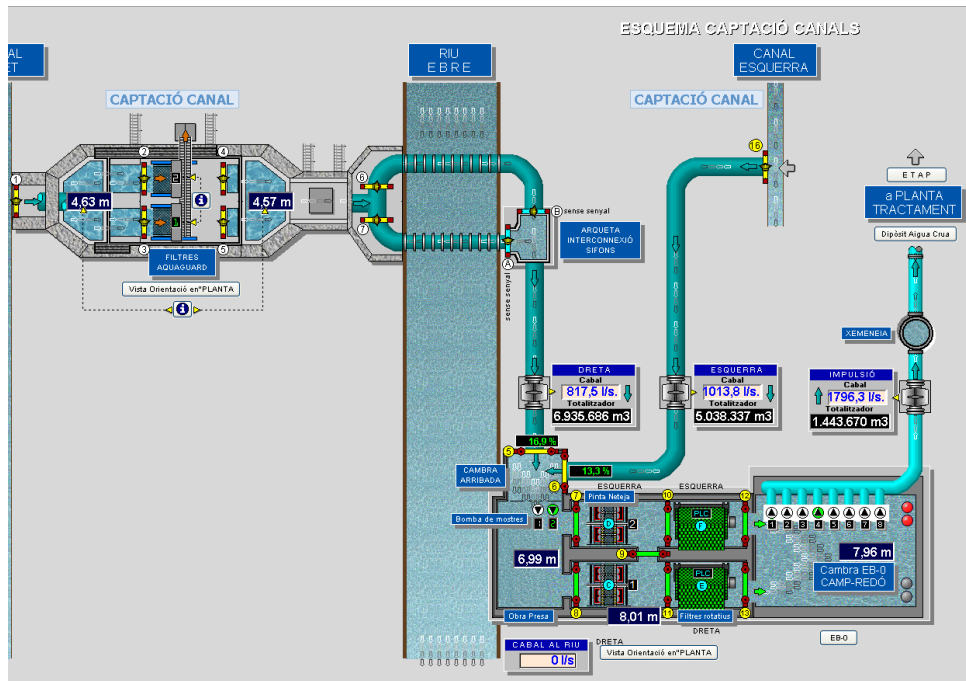 ESQUEMA CAPTACIÓ CANALS
RIU
EBRE
CANAL
ESQUERRA
CAPTACIÓ CANAL
CAPTACIÓ CANAL
16
2
4
1
6
ETAP
a PLANTA
TRACTAMENT
4,63 m
2
4,57 m
B sense senyal
7
ARQUETA
INTERCONNEXIÓ
SIFONS
Dipòsit Aigua Crua
3
5
A
FILTRES
AQUAGUARD
sense senyal
Vista Orientació en"PLANTA
XEMENEIA
DRETA
Cabal
817,5 l/s.
Totalitzador
6.935.686 m3
ESQUERRA
Cabal
1013,8 l/s.
Totalitzador
5.038.337 m3
IMPULSIÓ
Cabal
1796,3 l/s.
Totalitzador
1.443.670 m3
16,9 %
5
CAMBRA
ARRIBADA
13,3 %
6
ESQUERRA
ESQUERRA
7
Pinta Neteja
10
12
Bomba de mostres
1 2
D
2
PLC
F
1 2 3 4 5 6 7 8
6,99 m
9
7,96 m
C
1
PLC
E
Cambra EB-0
CAMP-REDÓ
Obra Presa
8
8,01 m
11
Filtres rotatius
13
DRETA
DRETA
EB-0
CABAL AL RIU
0 l/s
Vista Orientació en"PLANTA